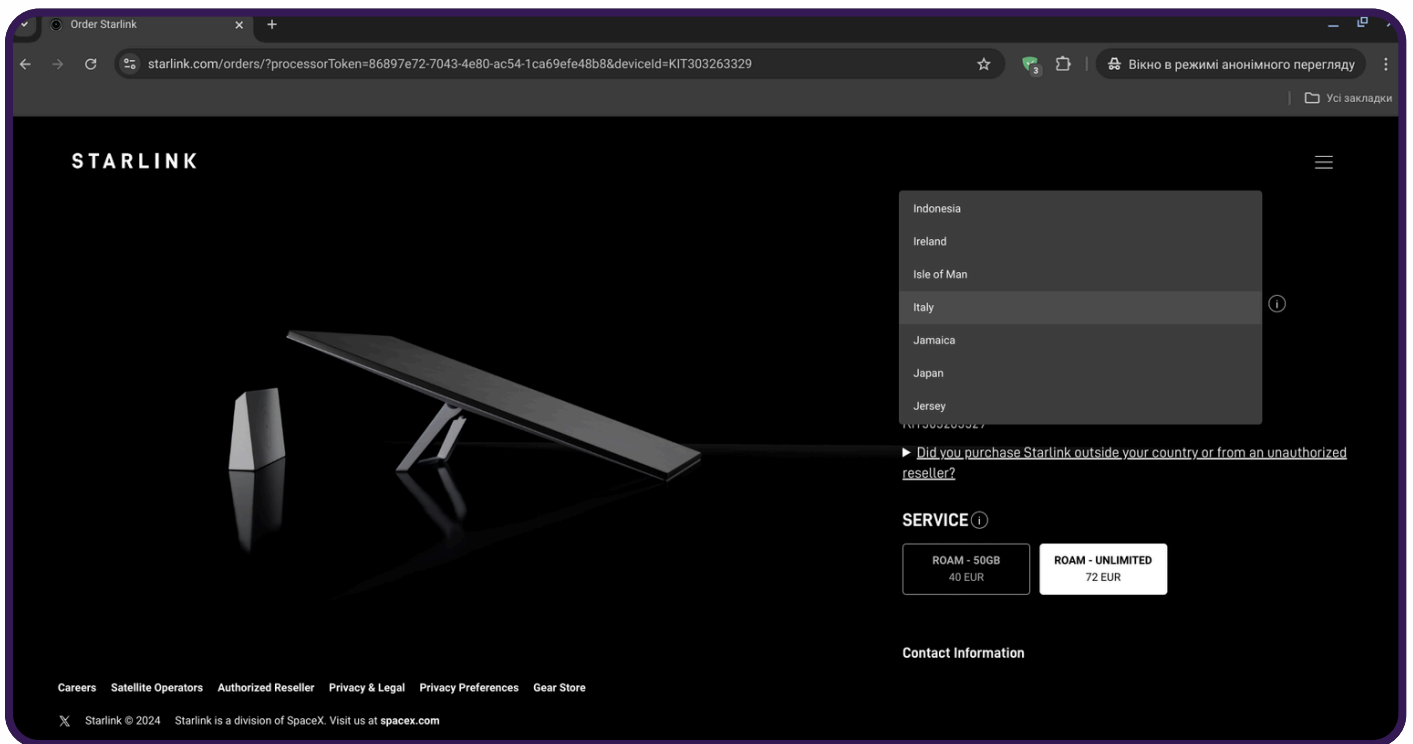 Order Starlink
starlink.com/orders/?processorToken=86897e72-7043-4e80-ac54-1ca69efe48b8&deviceId=KIT303263329
3
Вікно в режимі анонімного перегляду
Усі закладки
STARLINK
Indonesia
Ireland
Isle of Man
Italy
Jamaica
Japan
Jersey
▶ Did you purchase Starlink outside your country or from an unauthorized
reseller?
SERVICE
ROAM - 50GB
40 EUR
ROAM - UNLIMITED
72 EUR
Contact Information
Careers Satellite Operators Authorized Reseller Privacy & Legal Privacy Preferences Gear Store
Starlink © 2024 Starlink is a division of SpaceX. Visit us at spacex.com